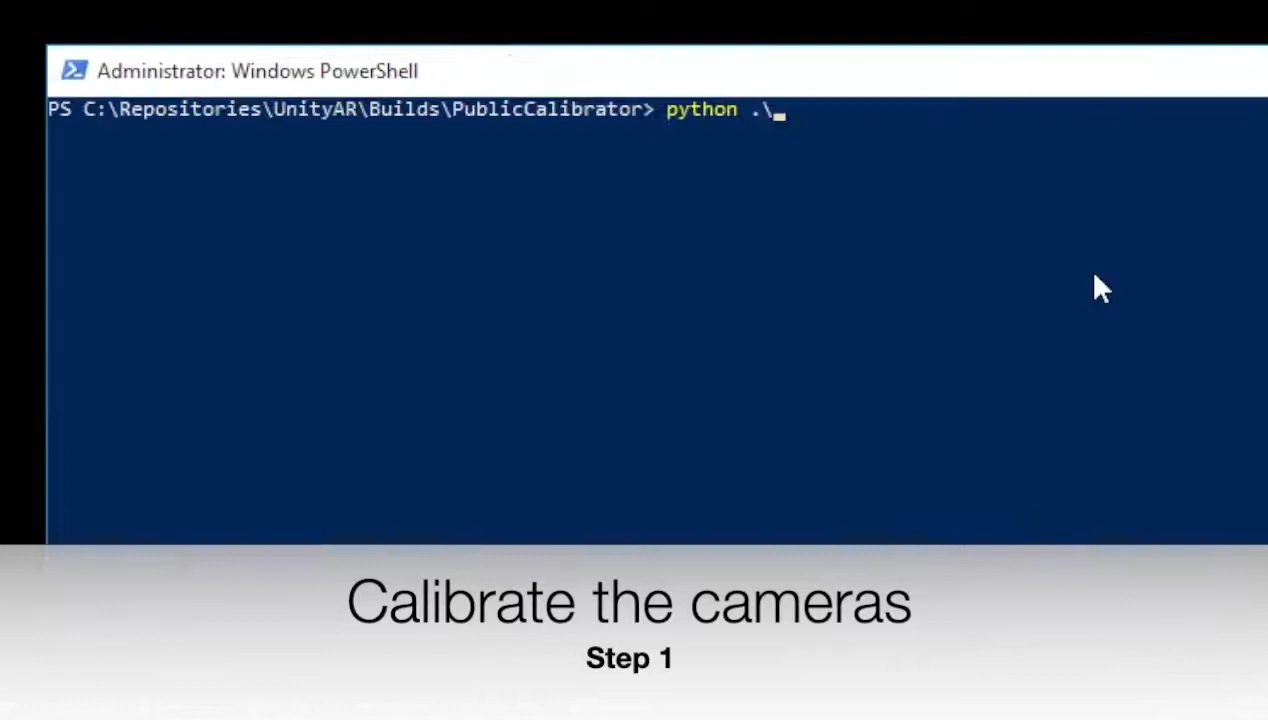 Administrator: Windows PowerShell
PS C:\Repositories\UnityAR\Builds\PublicCalibrator> python .\
Calibrate the cameras
Step 1